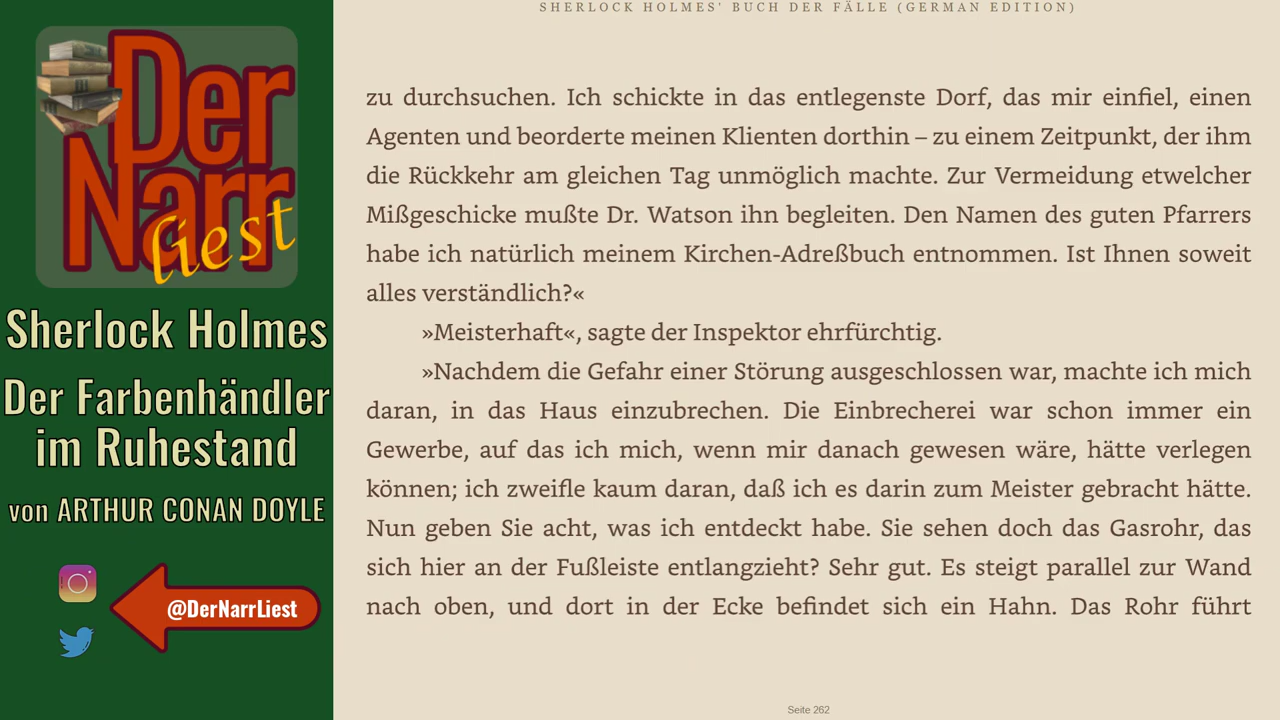 Der
Narr
liest
Sherlock Holmes
Der Farbenhändler
im Ruhestand
von ARTHUR CONAN DOYLE
@DerNarrLiest
SHERLOCK HOLMES' BUCH DER FÄLLE (GERMAN EDITION)
zu durchsuchen. Ich schickte in das entlegenste Dorf, das mir einfiel, einen
Agenten und beorderte meinen Klienten dorthin – zu einem Zeitpunkt, der ihm
die Rückkehr am gleichen Tag unmöglich machte. Zur Vermeidung etwelcher
Mißgeschicke mußte Dr. Watson ihn begleiten. Den Namen des guten Pfarrers
habe ich natürlich meinem Kirchen-Adreßbuch entnommen. Ist Ihnen soweit
alles verständlich?«
»Meisterhaft«, sagte der Inspektor ehrfürchtig.
»Nachdem die Gefahr einer Störung ausgeschlossen war, machte ich mich
daran, in das Haus einzubrechen. Die Einbrecherei war schon immer ein
Gewerbe, auf das ich mich, wenn mir danach gewesen wäre, hätte verlegen
können; ich zweifle kaum daran, daß ich es darin zum Meister gebracht hätte.
Nun geben Sie acht, was ich entdeckt habe. Sie sehen doch das Gasrohr, das
sich hier an der Fußleiste entlangzieht? Sehr gut. Es steigt parallel zur Wand
nach oben, und dort in der Ecke befindet sich ein Hahn. Das Rohr führt
Seite 262